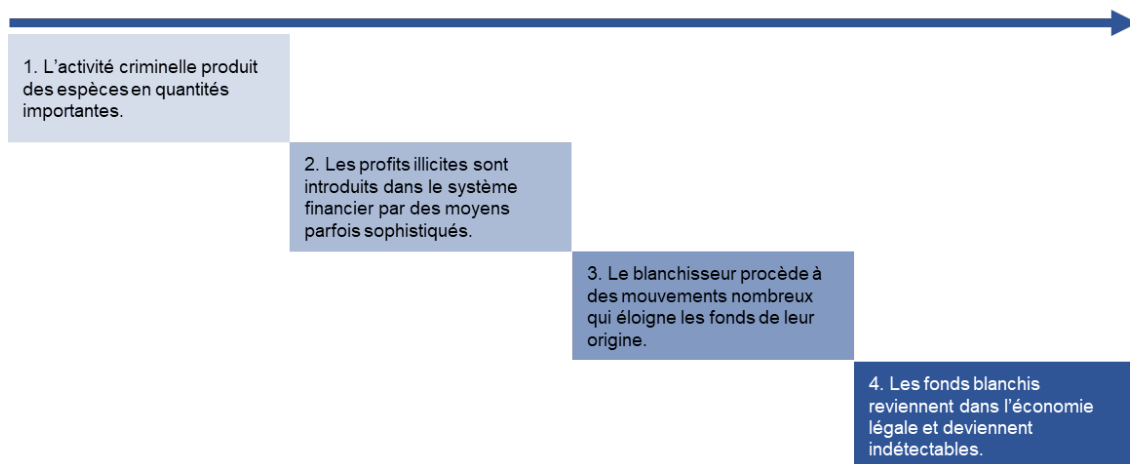 1. L’activité criminelle produit
des espèces en quantités
importantes.
2. Les profits illicites sont
introduits dans le système
financier par des moyens
parfois sophistiqués.
3. Le blanchisseur procède à
des mouvements nombreux
qui éloigne les fonds de leur
origine.
4. Les fonds blanchis
reviennent dans l’économie
légale et deviennent
indétectables.